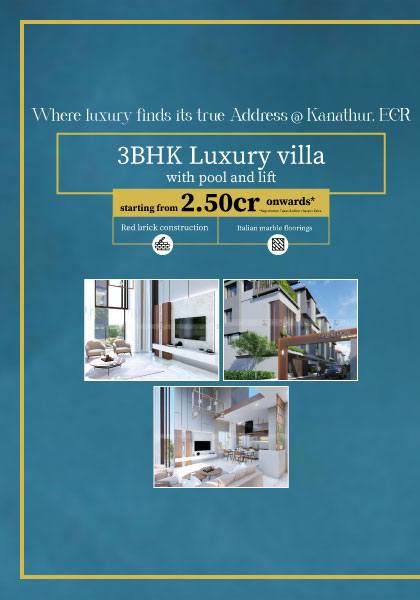 Where luxury finds its true Address @ Kanathur, ECR
3BHK Luxury villa
with pool and lift
starting from 2.50cr onwards*
Red brick construction
Italian marble floorings